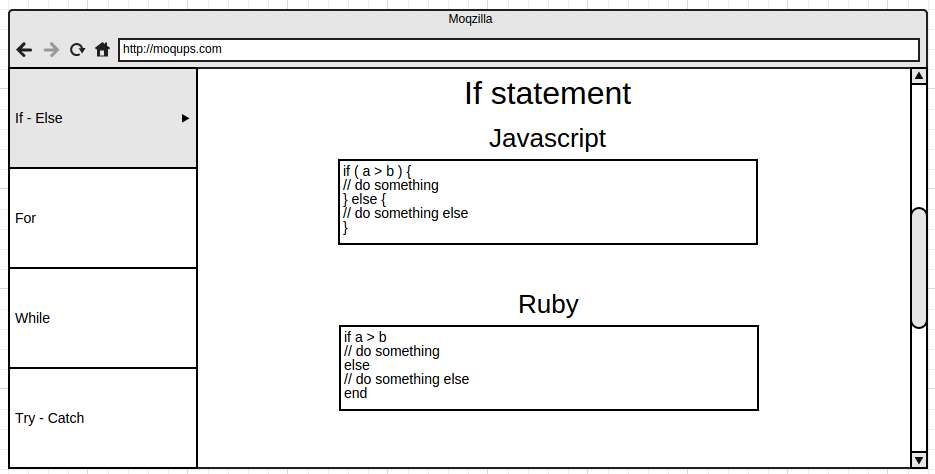 Moqzilla
http://moqups.com
If - Else
For
While
Try - Catch
If statement
Javascript
if ( a > b ) {
// do something
} else {
// do something else
}
Ruby
if a > b
// do something
else
// do something else
end